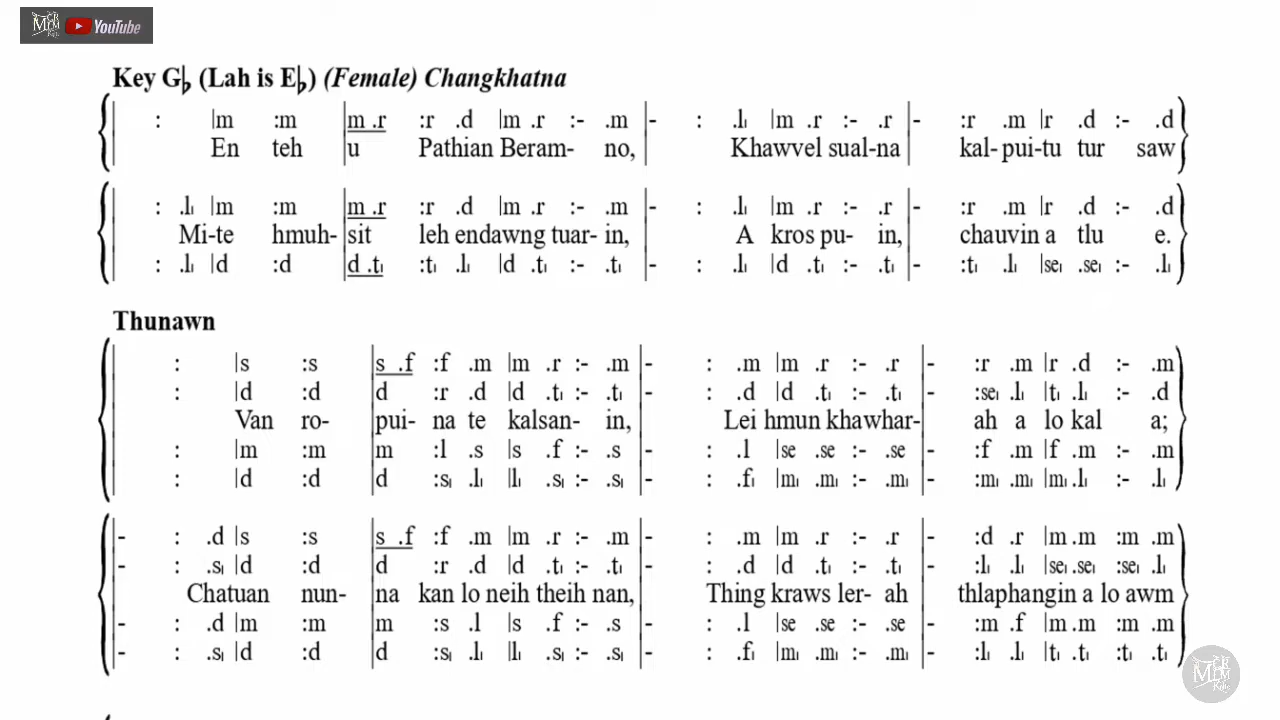 YouTube
Key G♭ (Lah is E♭) (Female) Changkhatna
: |m :m |m .r :r .d |m .r :- .m |- : .l₁ |m .r :- .r |- :r .m |r .d :- .d
En teh u Pathian Beram- no, Khawvel sual-na kal- pui-tu tur saw
: .l₁ |m :m |m .r :r .d |m .r :- .m |- : .l₁ |m .r :- .r |- :r .m |r .d :- .d
Mi-te hmuh- sit leh endawng tuar- in, A kros pu- in, chauvin a tlu e.
: .l₁ |d :d |d .t₁ :t₁ .l₁ |d .t₁ :- .t₁ |- : .l₁ |d .t₁ :- .t₁ |- :t₁ .l₁ |se₁ .se₁ :- .l₁
Thunawn
: |s :s |s .f :f .m |m .r :- .m |- : .m |m .r :- .r |- :r .m |r .d :- .m
: |d :d |d :r .d |d .t₁ :- .t₁ |- : .d |d .t₁ :- .t₁ |- :se₁ .l₁ |t₁ .l₁ :- .d
Van ro- pui- na te kalsan- in, Lei hmun khawhar- ah a lo kal a;
: |m :m |m :l .s |s .f :- .s |- : .l |se .se :- .se |- :f .m |f .m :- .m
: |d :d |d :s₁ .l₁ |l₁ .s₁ :- .s₁ |- : .f₁ |m₁ .m₁ :- .m₁ |- :m₁ .m₁ |m₁ .l₁ :- .l₁
|- : .d |s :s |s .f :f .m |m .r :- .m |- : .m |m .r :- .r |- :d .r |m .m :m .m
|- : .s₁ |d :d |d :r .d |d .t₁ :- .t₁ |- : .d |d .t₁ :- .t₁ |- :l₁ .l₁ |se₁ .se₁ :se₁ .l₁
Chatuan nun- na kan lo neih theih nan, Thing kraws ler- ah thlaphangin a lo awm
|- : .d |m :m |m :s .l |s .f :- .s |- : .l |se .se :- .se |- :m .f |m .m :m .m
|- : .s₁ |d :d |d :s₁ .l₁ |l₁ .s₁ :- .s₁ |- : .f₁ |m₁ .m₁ :- .m₁ |- :l₁ .l₁ |t₁ .t₁ :t₁ .t₁